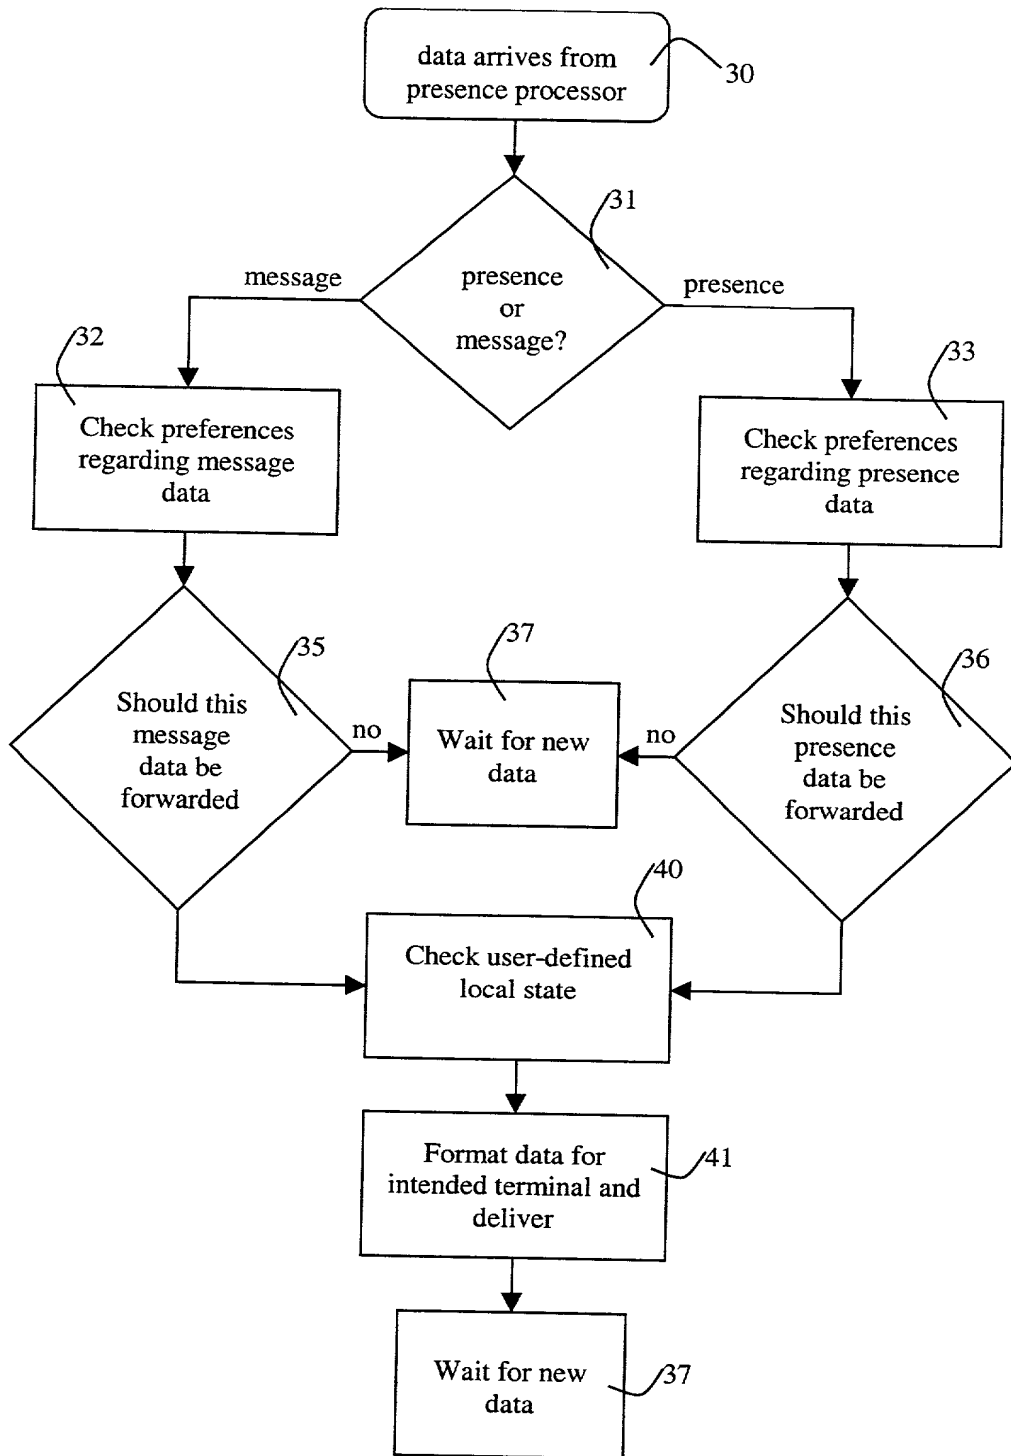 data arrives from
presence processor
30
31
presence
or
message?
message
presence
32
Check preferences
regarding message
data
33
Check preferences
regarding presence
data
35
Should this
message
data be
forwarded
no
37
Wait for new
data
no
36
Should this
presence
data be
forwarded
40
Check user-defined
local state
Format data for
intended terminal and
deliver
41
Wait for new
data
37